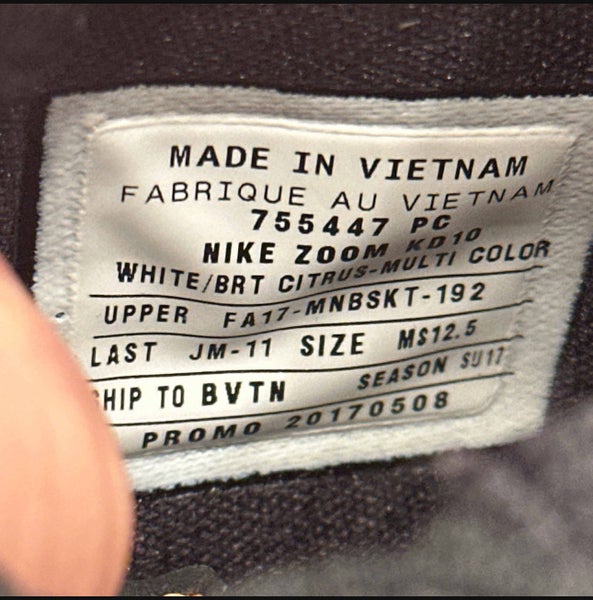 MADE IN VIETNAM
FABRIQUE AU VIETNAM
755447 PC
NIKE ZOOM KD10
WHITE/BRT CITRUS-MULTI COLOR
UPPER FA17-MNBSKT-192
LAST JM-11 SIZE MS12.5
HIP TO BVTN SEASON SU17
PROMO 20170508